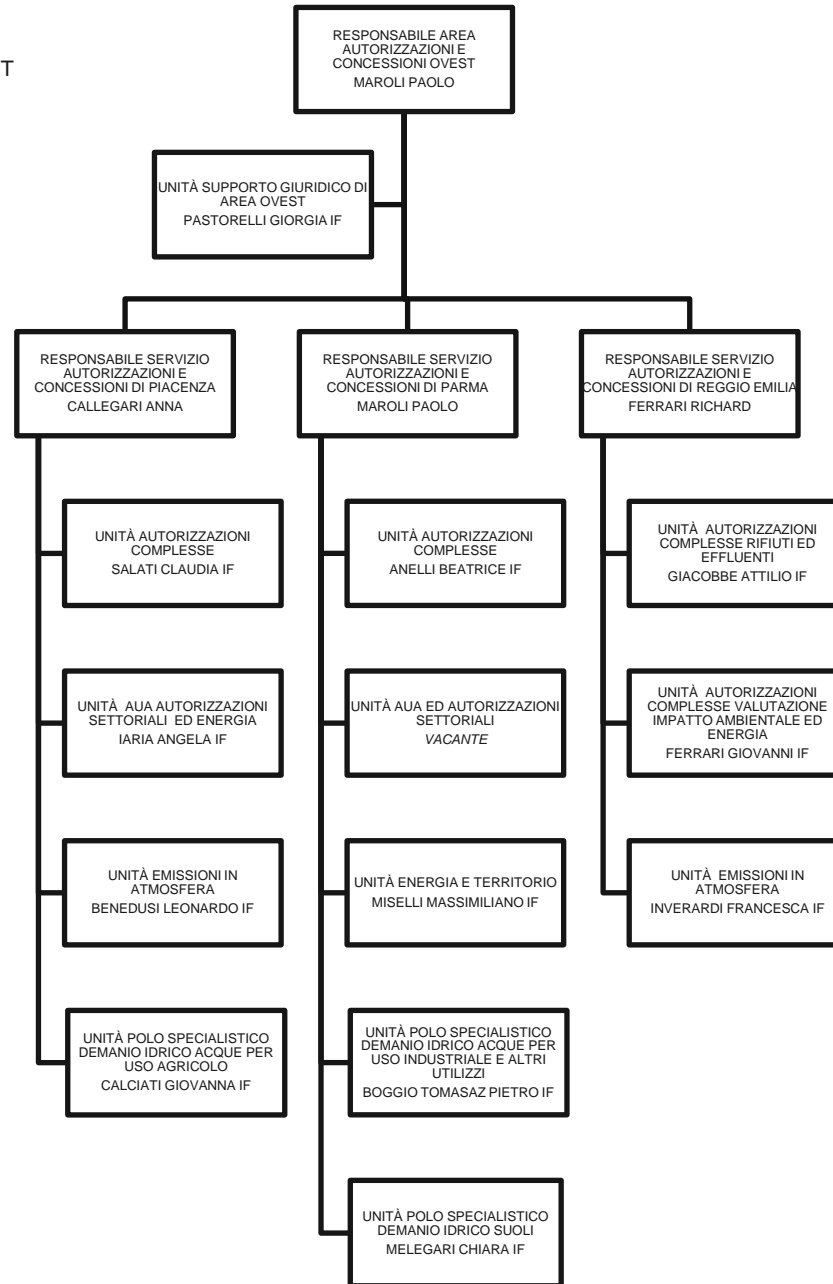 T
RESPONSABILE AREA
AUTORIZZAZIONI E
CONCESSIONI OVEST
MAROLI PAOLO
UNITÀ SUPPORTO GIURIDICO DI
AREA OVEST
PASTORELLI GIORGIA IF
RESPONSABILE SERVIZIO
AUTORIZZAZIONI E
CONCESSIONI DI PIACENZA
CALLEGARI ANNA
RESPONSABILE SERVIZIO
AUTORIZZAZIONI E
CONCESSIONI DI PARMA
MAROLI PAOLO
RESPONSABILE SERVIZIO
AUTORIZZAZIONI E
CONCESSIONI DI REGGIO EMILIA
FERRARI RICHARD
UNITÀ AUTORIZZAZIONI
COMPLESSE
SALATI CLAUDIA IF
UNITÀ AUTORIZZAZIONI
COMPLESSE
ANELLI BEATRICE IF
UNITÀ AUTORIZZAZIONI
COMPLESSE RIFIUTI ED
EFFLUENTI
GIACOBBE ATTILIO IF
UNITÀ AUA AUTORIZZAZIONI
SETTORIALI ED ENERGIA
IARIA ANGELA IF
UNITÀ AUA ED AUTORIZZAZIONI
SETTORIALI
VACANTE
UNITÀ AUTORIZZAZIONI
COMPLESSE VALUTAZIONE
IMPATTO AMBIENTALE ED
ENERGIA
FERRARI GIOVANNI IF
UNITÀ EMISSIONI IN
ATMOSFERA
BENEDUSI LEONARDO IF
UNITÀ ENERGIA E TERRITORIO
MISELLI MASSIMILIANO IF
UNITÀ EMISSIONI IN
ATMOSFERA
INVERARDI FRANCESCA IF
UNITÀ POLO SPECIALISTICO
DEMANIO IDRICO ACQUE PER
USO AGRICOLO
CALCIATI GIOVANNA IF
UNITÀ POLO SPECIALISTICO
DEMANIO IDRICO ACQUE PER
USO INDUSTRIALE E ALTRI
UTILIZZI
BOGGIO TOMASAZ PIETRO IF
UNITÀ POLO SPECIALISTICO
DEMANIO IDRICO SUOLI
MELEGARI CHIARA IF